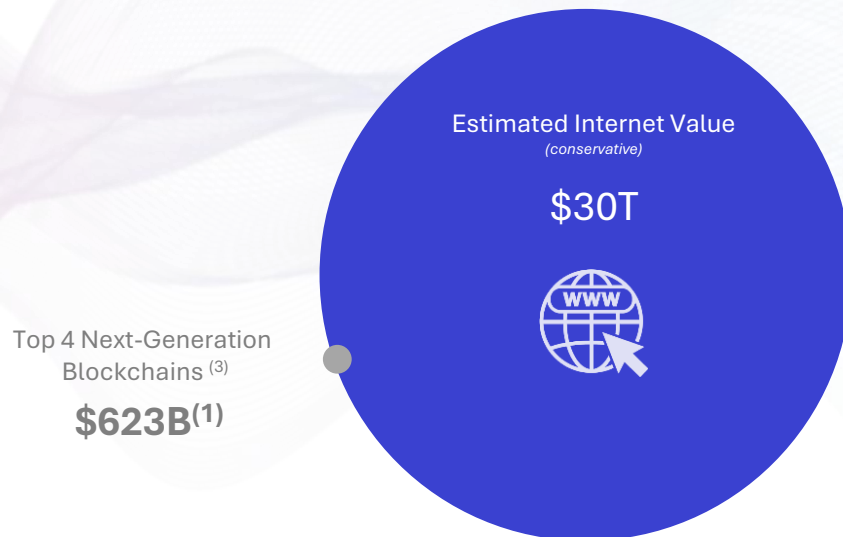 Estimated Internet Value
(conservative)
$30T
WWW
Top 4 Next-Generation
Blockchains (3)
$623B(1)